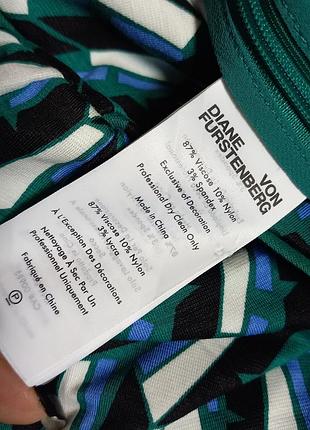 DIANE VON
FURSTENBERG
87% Viscose 10% Nylon
3% Spandex
Exclusive of Decoration
Professional Dry Clean Only
Made in China
87% Viscose 10% Nylon
3% Lycra
À L'Exception Des Décorations
Nettoyage À Sec Par Un
Professionnel Uniquement
Fabriqué en Chine